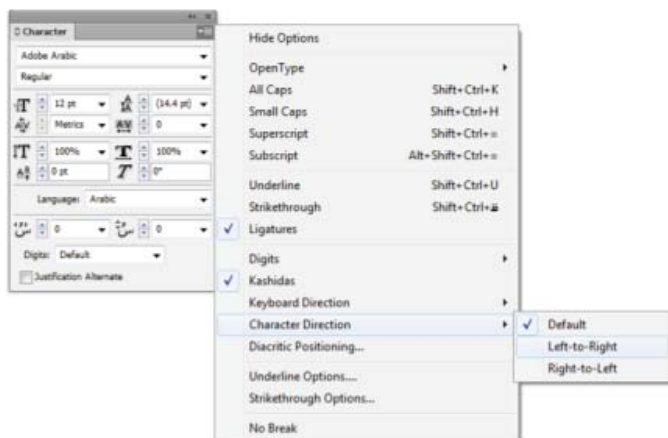 Character
Adobe Arabic
Regular
12 pt
(14.4 pt)
Metrics
0
100%
100%
0 pt
0°
Language: Arabic
0
0
Digits: Default
Justification Alternate
Hide Options
OpenType
All Caps Shift+Ctrl+K
Small Caps Shift+Ctrl+H
Superscript Shift+Ctrl+=
Subscript Alt+Shift+Ctrl+=
Underline Shift+Ctrl+U
Strikethrough Shift+Ctrl+
Ligatures
Digits
Kashidas
Keyboard Direction
Character Direction
Diacritic Positioning...
Underline Options....
Strikethrough Options...
No Break
Default
Left-to-Right
Right-to-Left